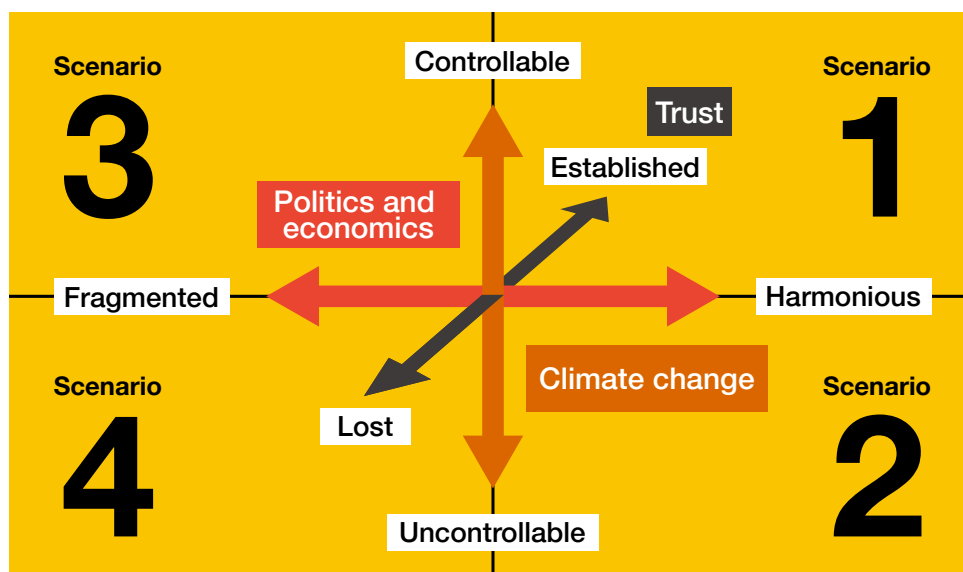 Scenario
3
Controllable
Scenario
1
Trust
Established
Politics and
economics
Fragmented
Harmonious
Scenario
4
Climate change
Lost
Scenario
2
Uncontrollable